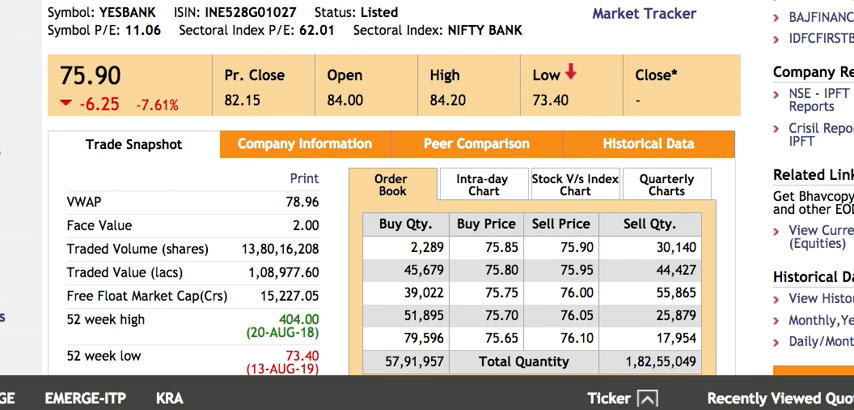 Symbol: YESBANK ISIN: INE528G01027 Status: Listed
Symbol P/E: 11.06 Sectoral Index P/E: 62.01 Sectoral Index: NIFTY BANK
Market Tracker
75.90 Pr. Close Open High Low Close*
-6.25 -7.61% 82.15 84.00 84.20 73.40 -
Trade Snapshot Company Information Peer Comparison Historical Data
Print
VWAP 78.96
Face Value 2.00
Traded Volume (shares) 13,80,16,208
Traded Value (lacs) 1,08,977.60
Free Float Market Cap(Crs) 15,227.05
52 week high 404.00
(20-AUG-18)
52 week low 73.40
(13-AUG-19)
Order Book Intra-day Chart Stock V/s Index Chart Quarterly Charts
Buy Qty. Buy Price Sell Price Sell Qty.
2,289 75.85 75.90 30,140
45,679 75.80 75.95 44,427
39,022 75.75 76.00 55,865
51,895 75.70 76.05 25,879
79,596 75.65 76.10 17,954
57,91,957 Total Quantity 1,82,55,049
BAJFINANC
IDFCFIRSTB
Company Re
NSE - IPFT
Reports
Crisil Repor
IPFT
Related Link
Get Bhavcopy
and other EOD
View Curre
(Equities)
Historical Da
View Histo
Monthly,Ye
Daily/Mont
GE EMERGE-ITP KRA Ticker Recently Viewed Quo